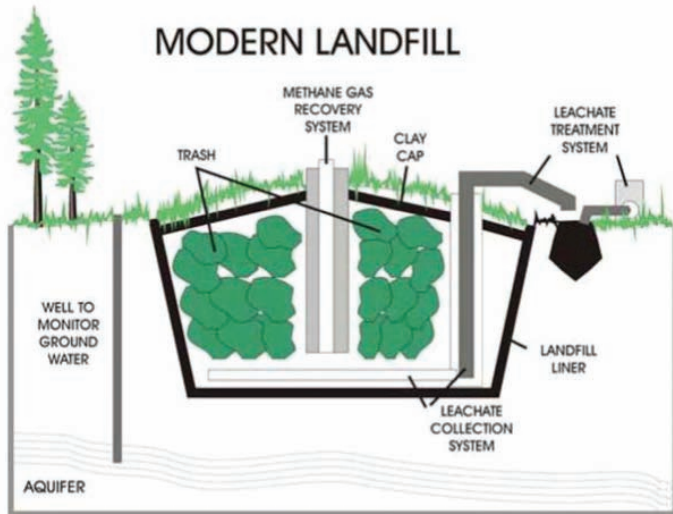 MODERN LANDFILL
METHANE GAS
RECOVERY
SYSTEM
LEACHATE
TREATMENT
SYSTEM
TRASH
CLAY
CAP
WELL TO
MONITOR
GROUND
WATER
LANDFILL
LINER
LEACHATE
COLLECTION
SYSTEM
AQUIFER